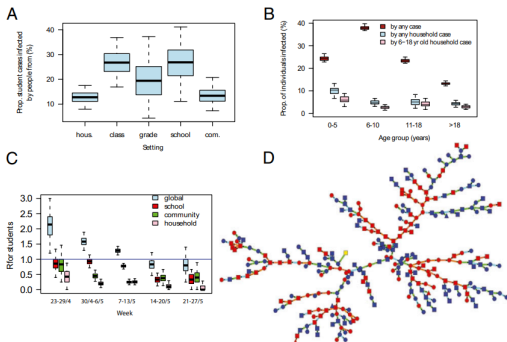 A
Prop. student cases infected
by people from (%)
40
30
20
10
hous.
class
grade
school
com.
Setting
B
Prop. of individuals infected (%)
40
30
20
10
0
by any case
by any household case
by 6–18 yr old household case
0-5
6-10
11-18
>18
Age group (years)
C
R for students
3.0
2.5
2.0
1.5
1.0
0.5
0.0
global
school
community
household
23-29/4
30/4-6/5
7-13/5
14-20/5
21-27/5
Week
D